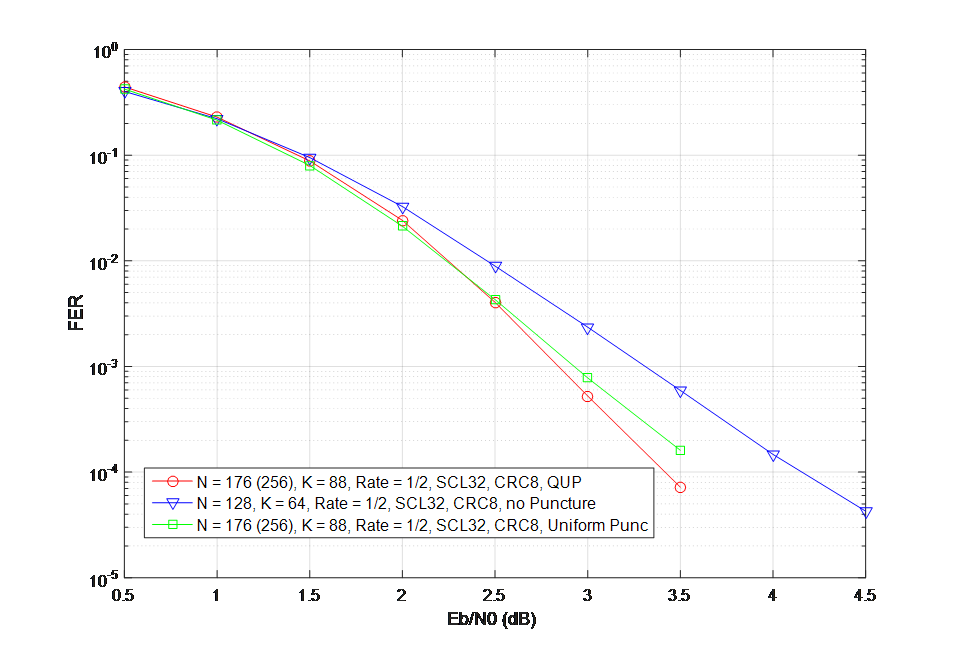 10^0
10^-1
10^-2
FER
10^-3
10^-4
N = 176 (256), K = 88, Rate = 1/2, SCL32, CRC8, QUP
N = 128, K = 64, Rate = 1/2, SCL32, CRC8, no Puncture
N = 176 (256), K = 88, Rate = 1/2, SCL32, CRC8, Uniform Punc
10^-5
0.5 1 1.5 2 2.5 3 3.5 4 4.5
Eb/N0 (dB)